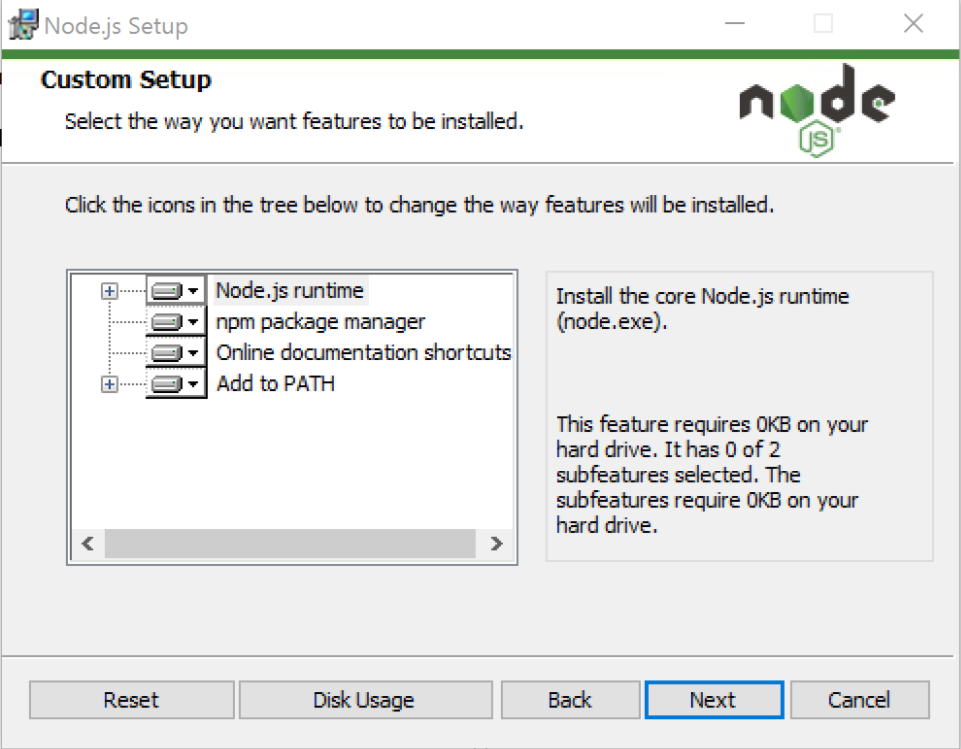 Node.js Setup
Custom Setup
Select the way you want features to be installed.
node
JS
Click the icons in the tree below to change the way features will be installed.
Node.js runtime
npm package manager
Online documentation shortcuts
Add to PATH
Install the core Node.js runtime
(node.exe).
This feature requires 0KB on your
hard drive. It has 0 of 2
subfeatures selected. The
subfeatures require 0KB on your
hard drive.
Reset
Disk Usage
Back
Next
Cancel